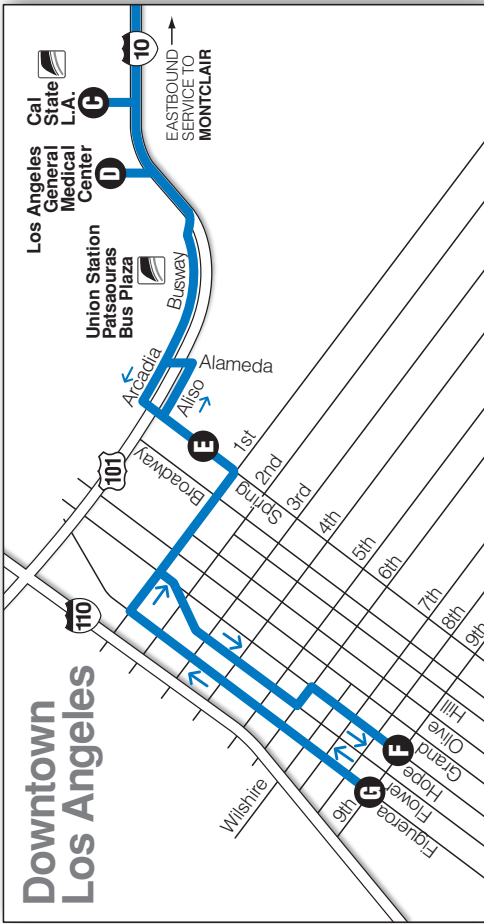 Downtown
Los Angeles
110
101
10
Cal
State
L.A.
C
Los Angeles
General
Medical
Center
D
EASTBOUND
SERVICE TO
MONTCLAIR
Union Station
Patsaouras
Bus Plaza
Busway
Arcadia
Aliso
Alameda
E
Broadway
Spring
1st
2nd
3rd
4th
5th
6th
7th
8th
9th
Wilshire
9th
Figueroa
Flower
Hope
Grand
Olive
Hill
G
F